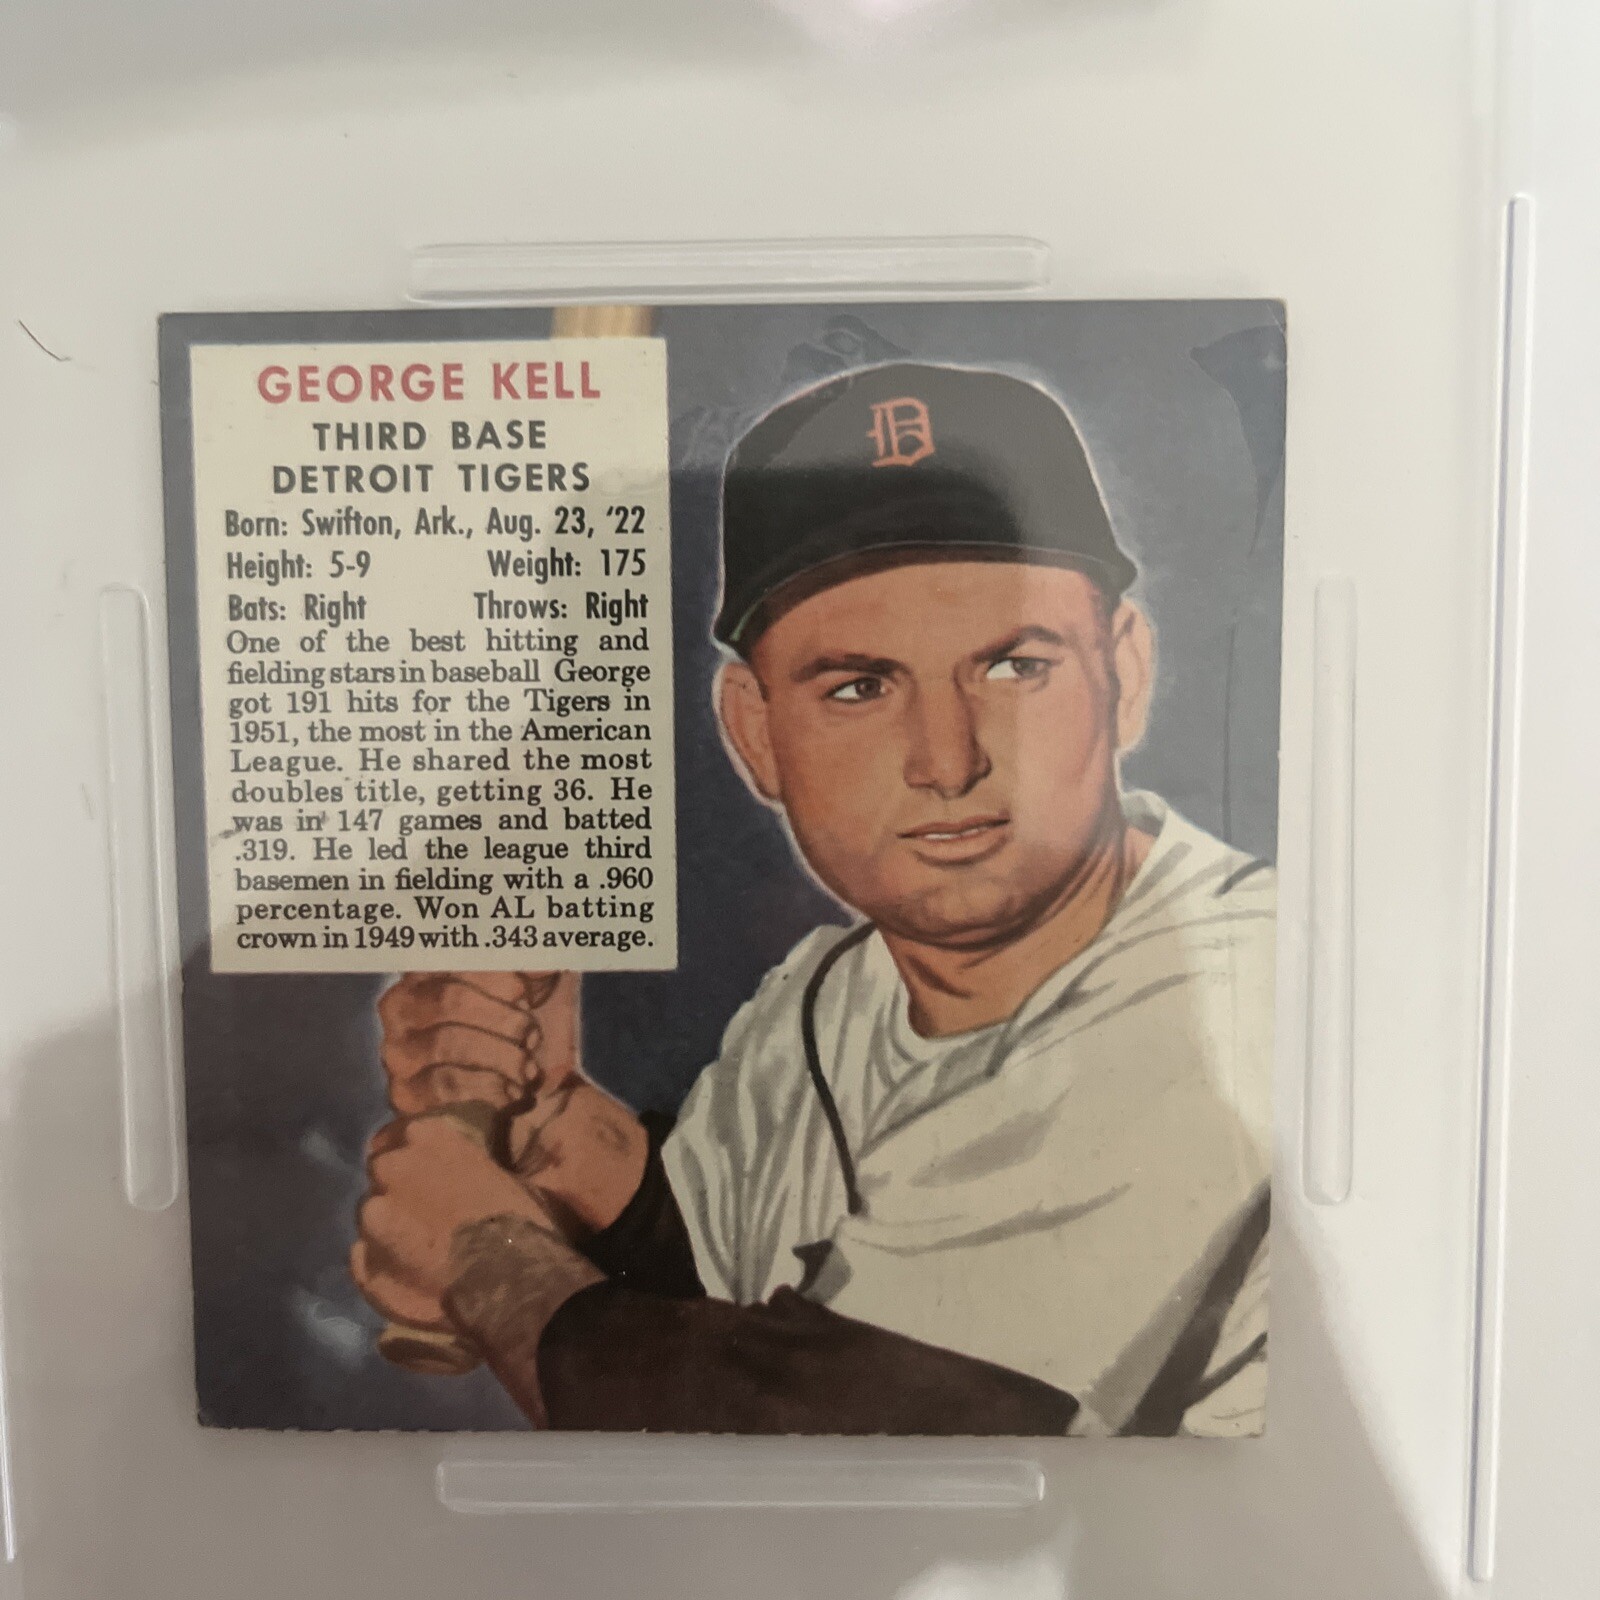 GEORGE KELL
THIRD BASE
DETROIT TIGERS
Born: Swifton, Ark., Aug. 23, '22
Height: 5-9 Weight: 175
Bats: Right Throws: Right
One of the best hitting and
fielding stars in baseball George
got 191 hits for the Tigers in
1951, the most in the American
League. He shared the most
doubles title, getting 36. He
was in 147 games and batted
.319. He led the league third
basemen in fielding with a .960
percentage. Won AL batting
crown in 1949 with .343 average.
D